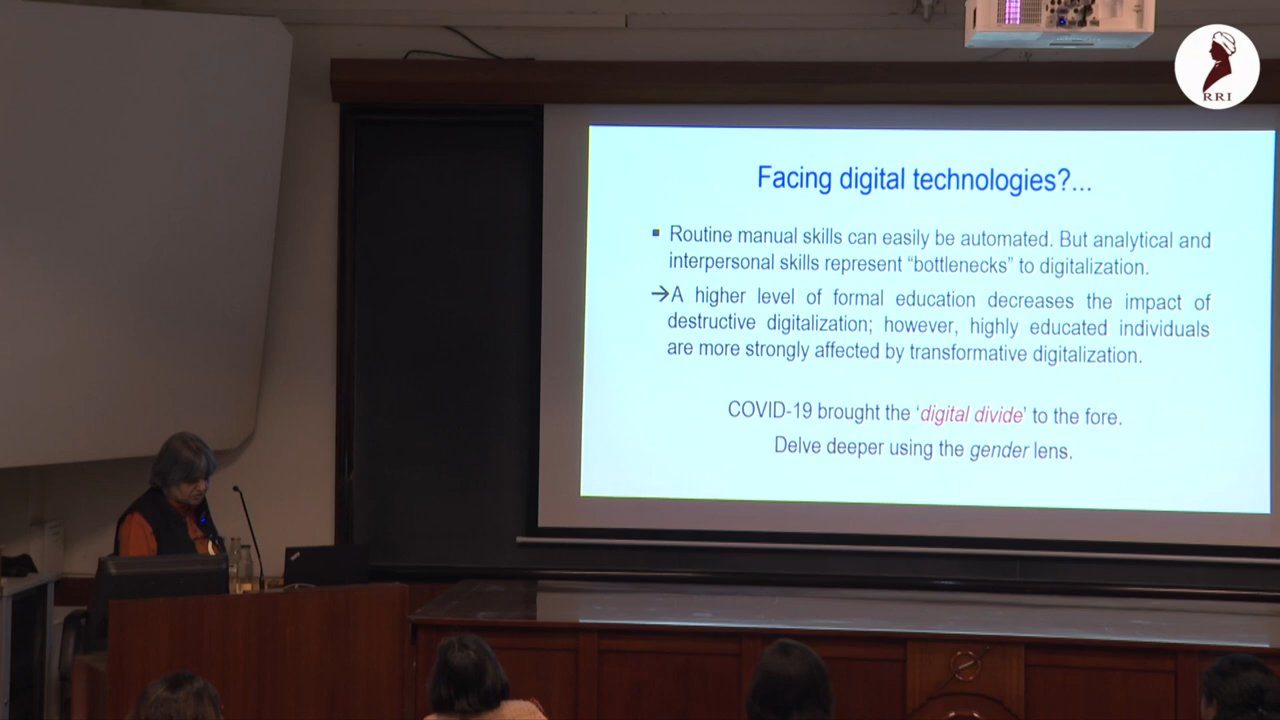 RRI
Facing digital technologies?...
▪ Routine manual skills can easily be automated. But analytical and
interpersonal skills represent “bottlenecks” to digitalization.
→A higher level of formal education decreases the impact of
destructive digitalization; however, highly educated individuals
are more strongly affected by transformative digitalization.
COVID-19 brought the ‘digital divide’ to the fore.
Delve deeper using the gender lens.